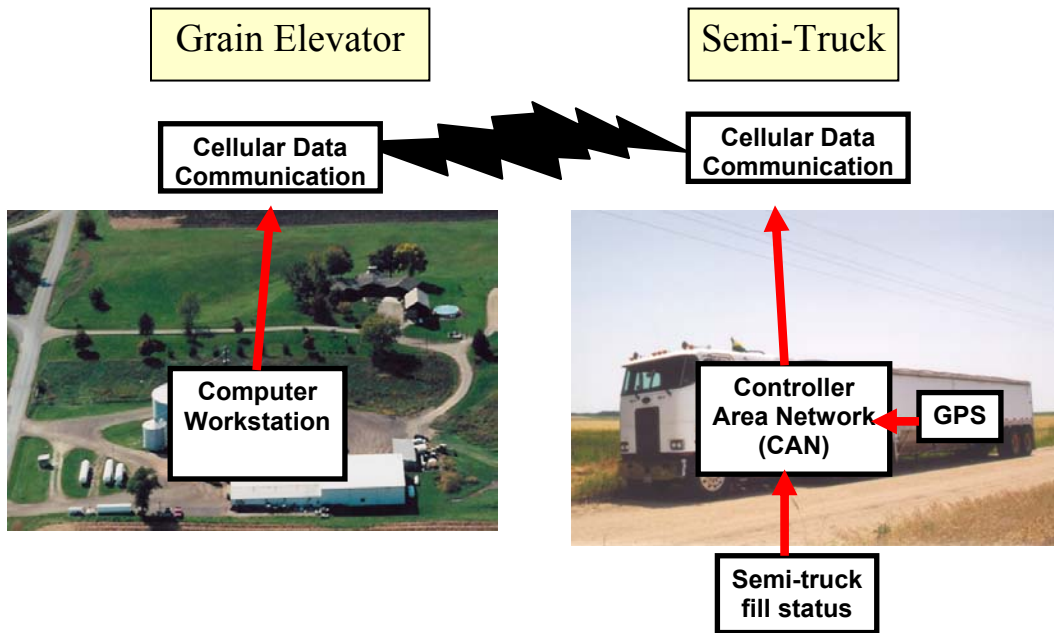 Grain Elevator
Semi-Truck
Cellular Data
Communication
Cellular Data
Communication
Computer
Workstation
Controller
Area Network
(CAN)
GPS
Semi-truck
fill status